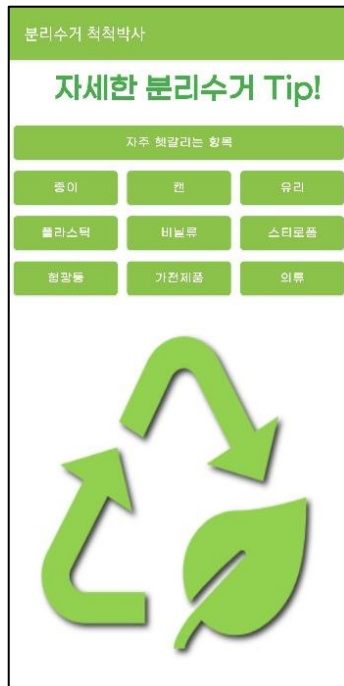 분리수거 척척박사
자세한 분리수거 Tip!
자주 헷갈리는 항목
종이 캔 유리
플라스틱 비닐류 스티로폼
형광등 가전제품 의류